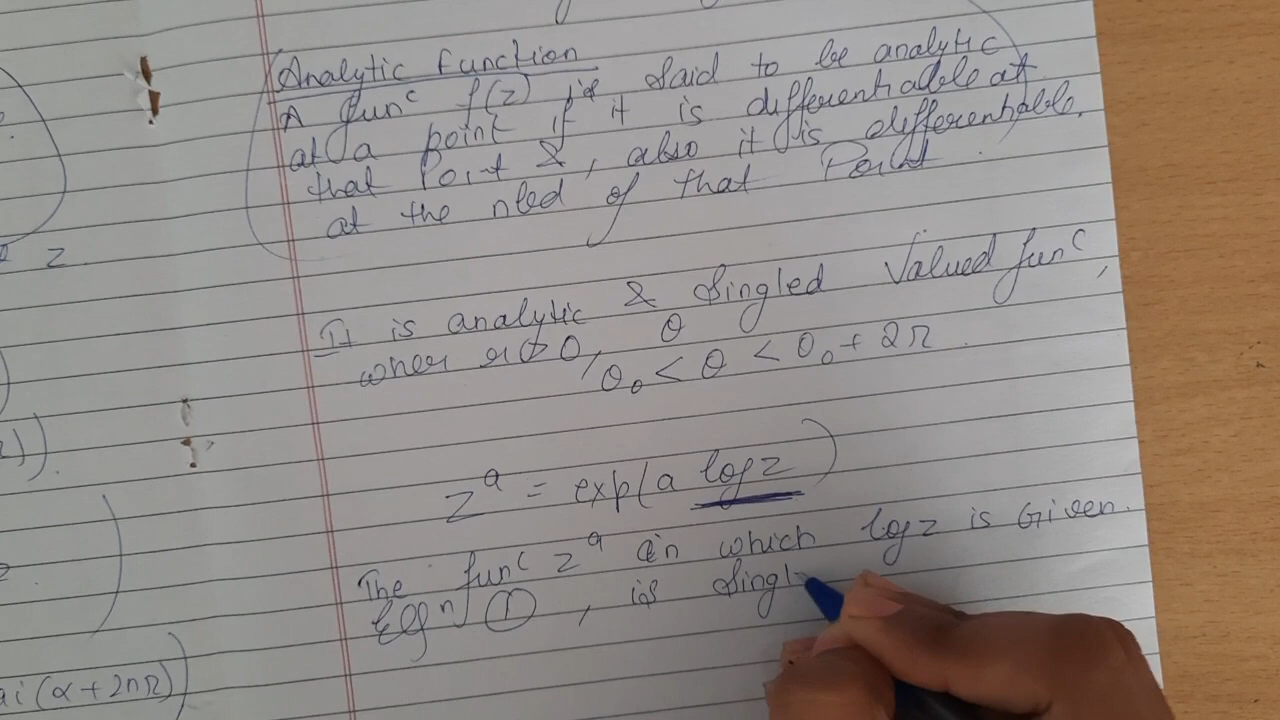 Analytic Function
A func f(z) is said to be analytic
at a point if it is differentiable at
that Point &, also it is differentiable.
at the nbd of that Point.
It is analytic & singled Valued func,
when r > 0, θ
θ₀ < θ < θ₀ + 2π
z^a = exp(a log z)
The func z^a in which log z is Given.
Eqn ①, is singl
z
ai(α+2nπ)